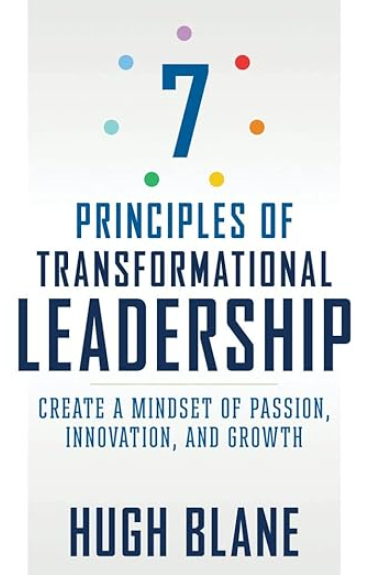 7
PRINCIPLES OF
TRANSFORMATIONAL
LEADERSHIP
CREATE A MINDSET OF PASSION,
INNOVATION, AND GROWTH
HUGH BLANE